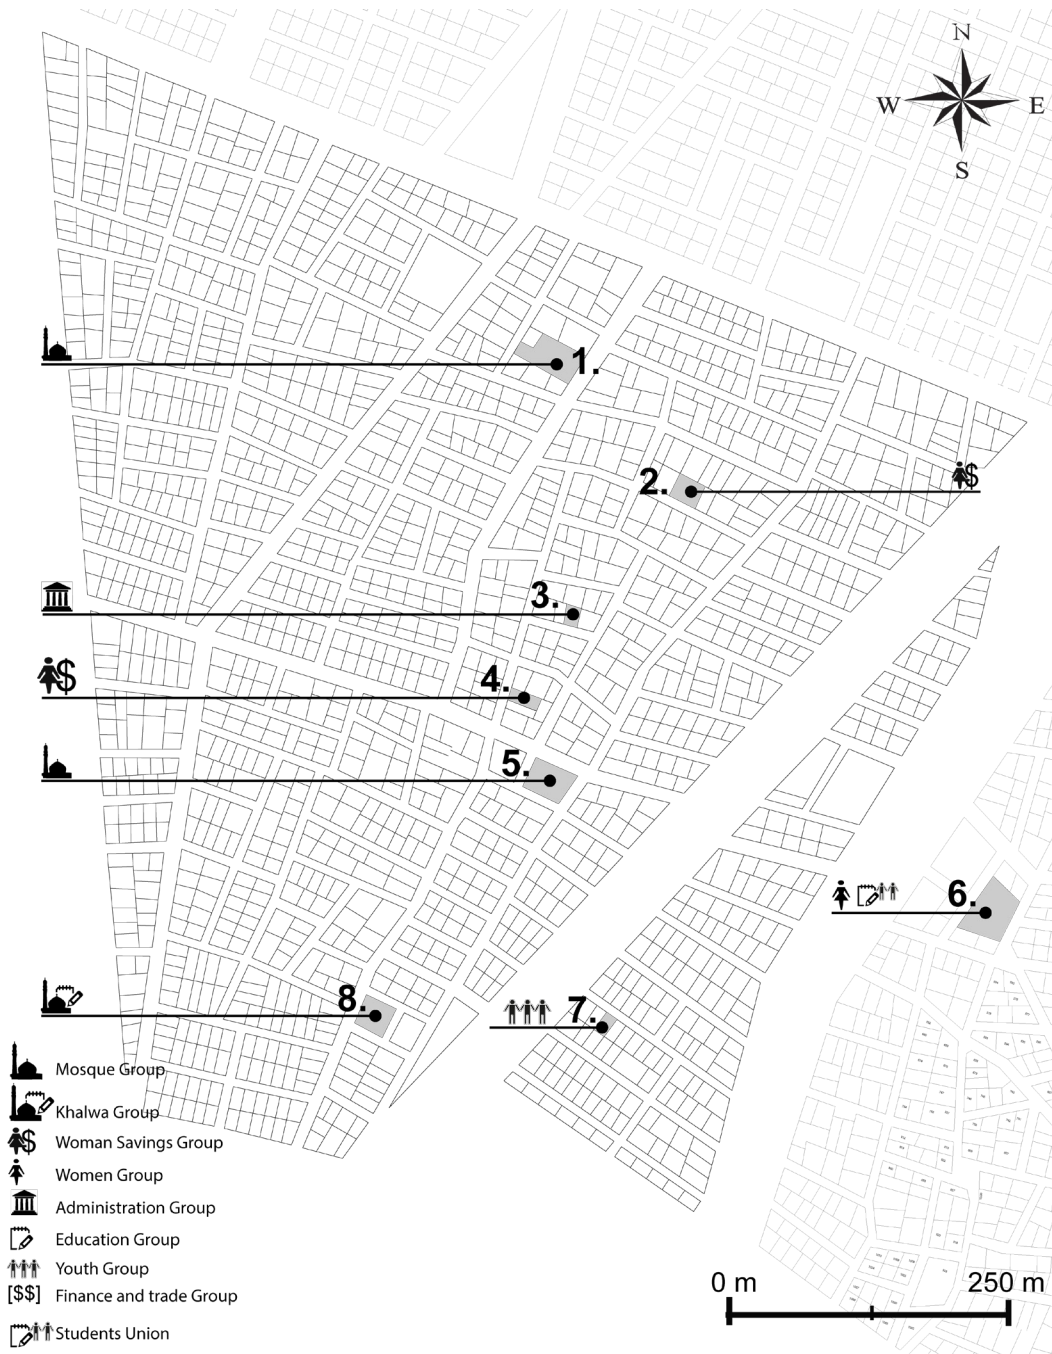 N
W E
S
1.
2.
$
3.
4.
$
5.
6.
7.
8.
Mosque Group
Khalwa Group
$ Woman Savings Group
Women Group
Administration Group
Education Group
Youth Group
[$$] Finance and trade Group
Students Union
0 m 250 m